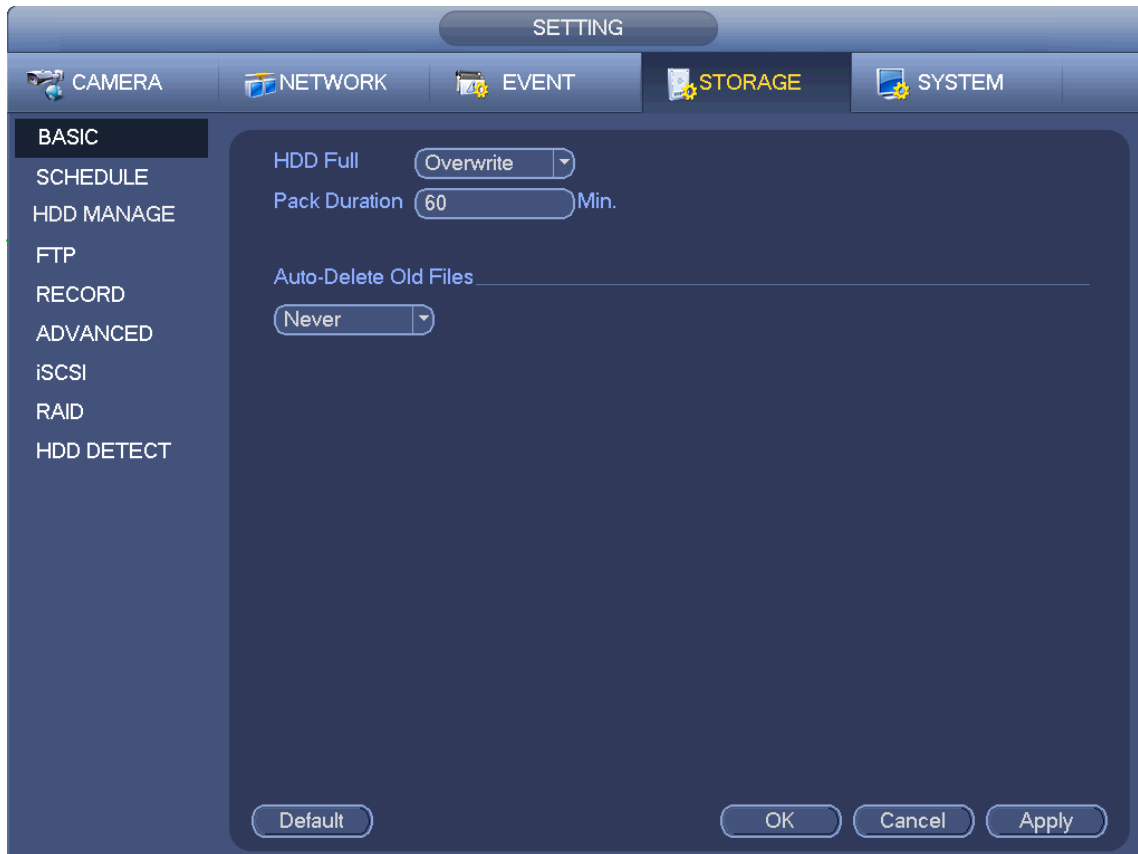 SETTING
CAMERA NETWORK EVENT STORAGE SYSTEM
BASIC
SCHEDULE
HDD MANAGE
FTP
RECORD
ADVANCED
iSCSI
RAID
HDD DETECT
HDD Full Overwrite
Pack Duration 60 Min.
Auto-Delete Old Files
Never
Default OK Cancel Apply